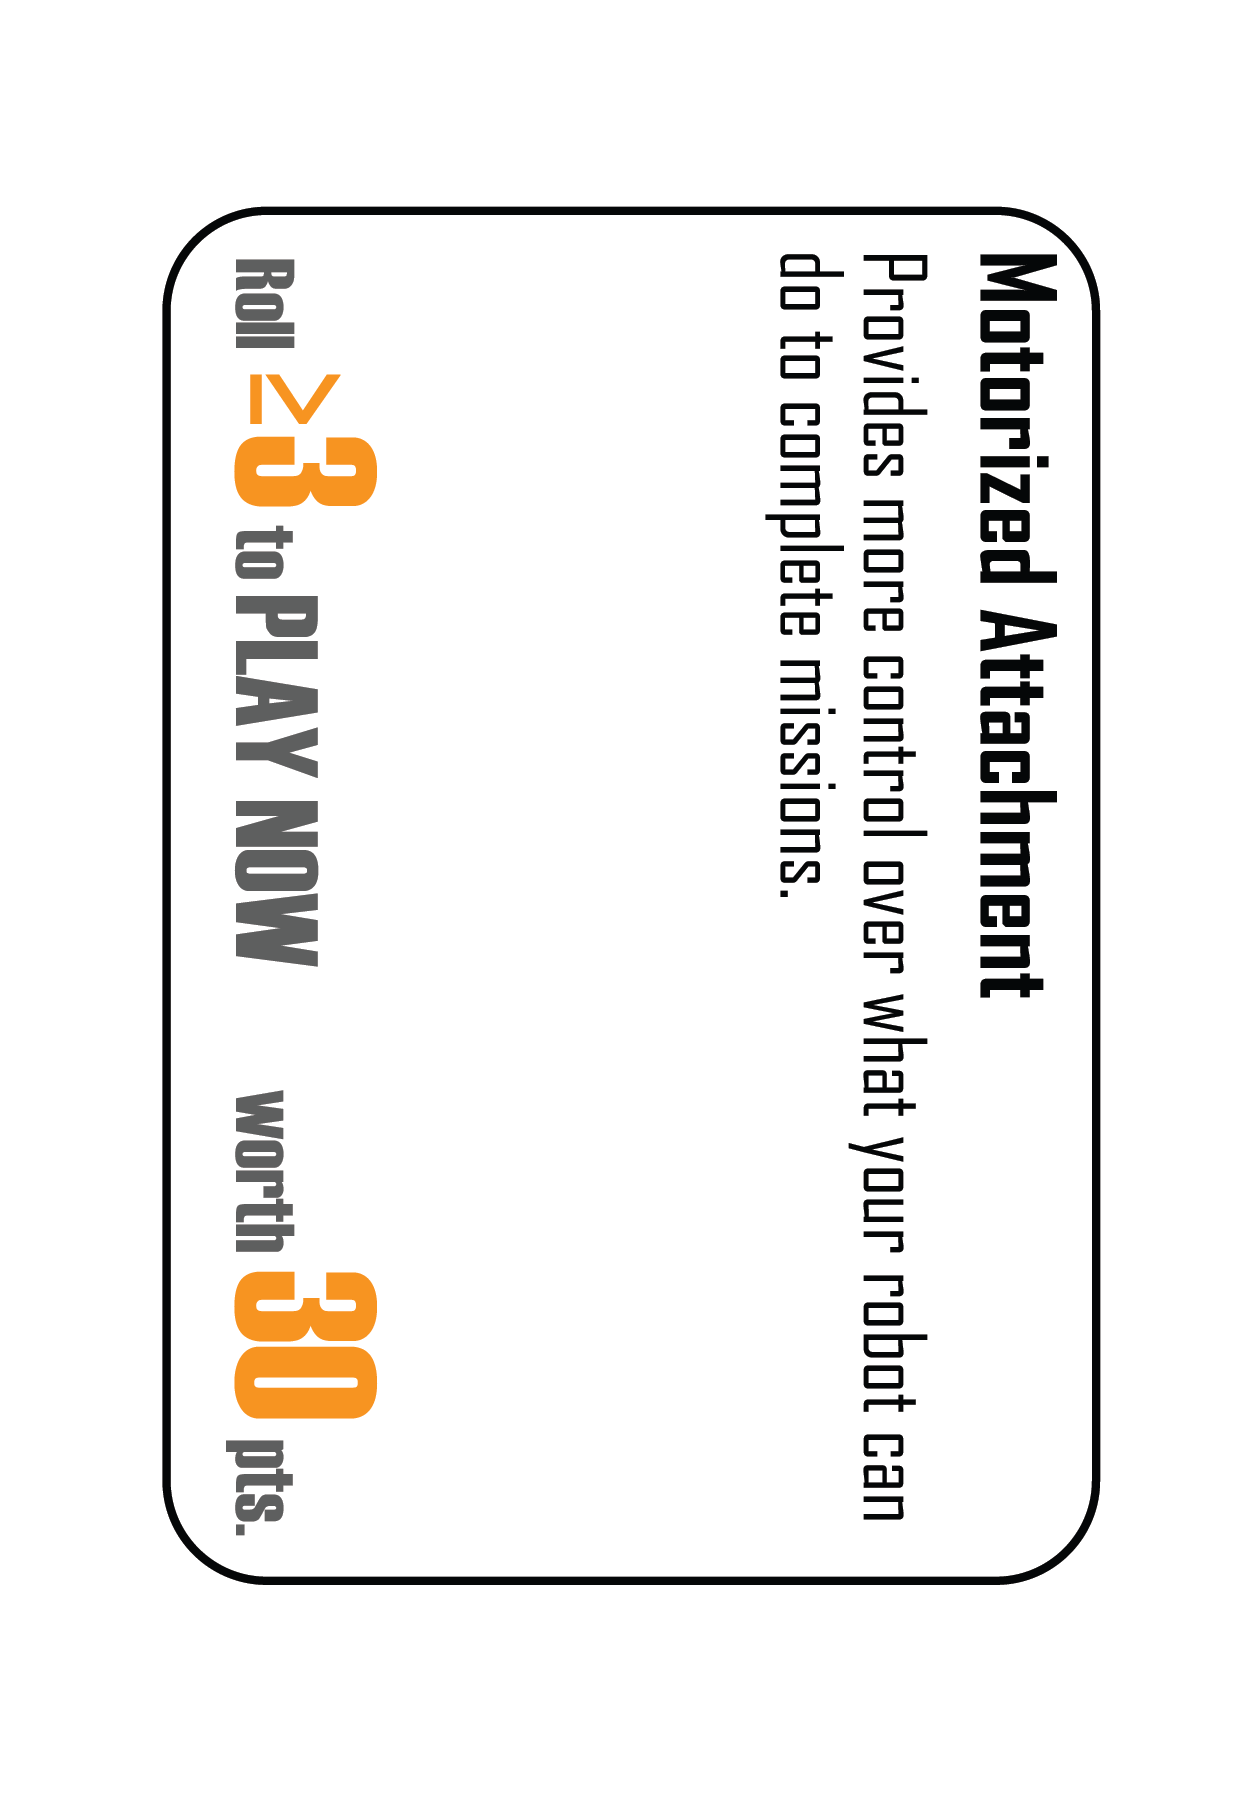 Motorized Attachment
Provides more control over what your robot can
do to complete missions.
Roll ≥3 to PLAY NOW worth 30 pts.